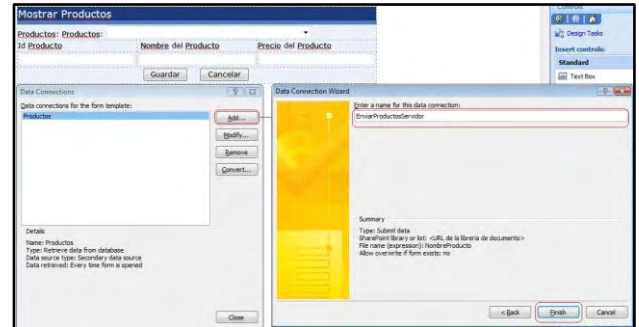 Mostrar Productos
Productos: Productos:
Id Producto Nombre del Producto Precio del Producto
Guardar Cancelar
Controls
Design Tasks
Insert controls:
Standard
Text Box
Data Connections
Data connections for the form template:
Productos
Add...
Modify...
Remove
Convert...
Details
Name: Productos
Type: Retrieve data from database
Data source type: Secondary data source
Data retrieved: Every time form is opened
Close
Data Connection Wizard
Enter a name for this data connection:
EnviarProductosServidor
Summary
Type: Submit data
SharePoint library or list: <URL de la libreria de documento>
File name (expression): NombreProducto
Allow overwrite if form exists: no
< Back Finish Cancel